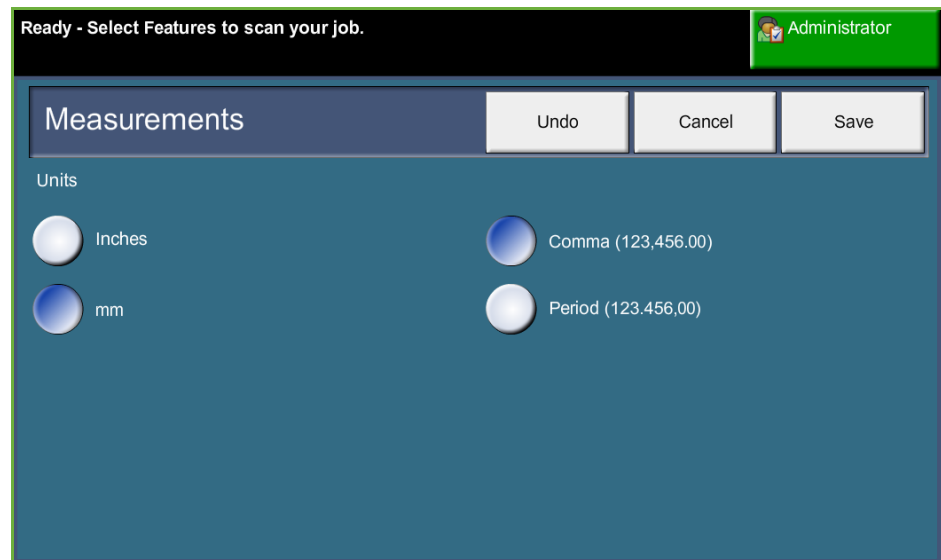 Ready - Select Features to scan your job.
Administrator
Measurements
Undo
Cancel
Save
Units
Inches
Comma (123,456.00)
mm
Period (123.456,00)